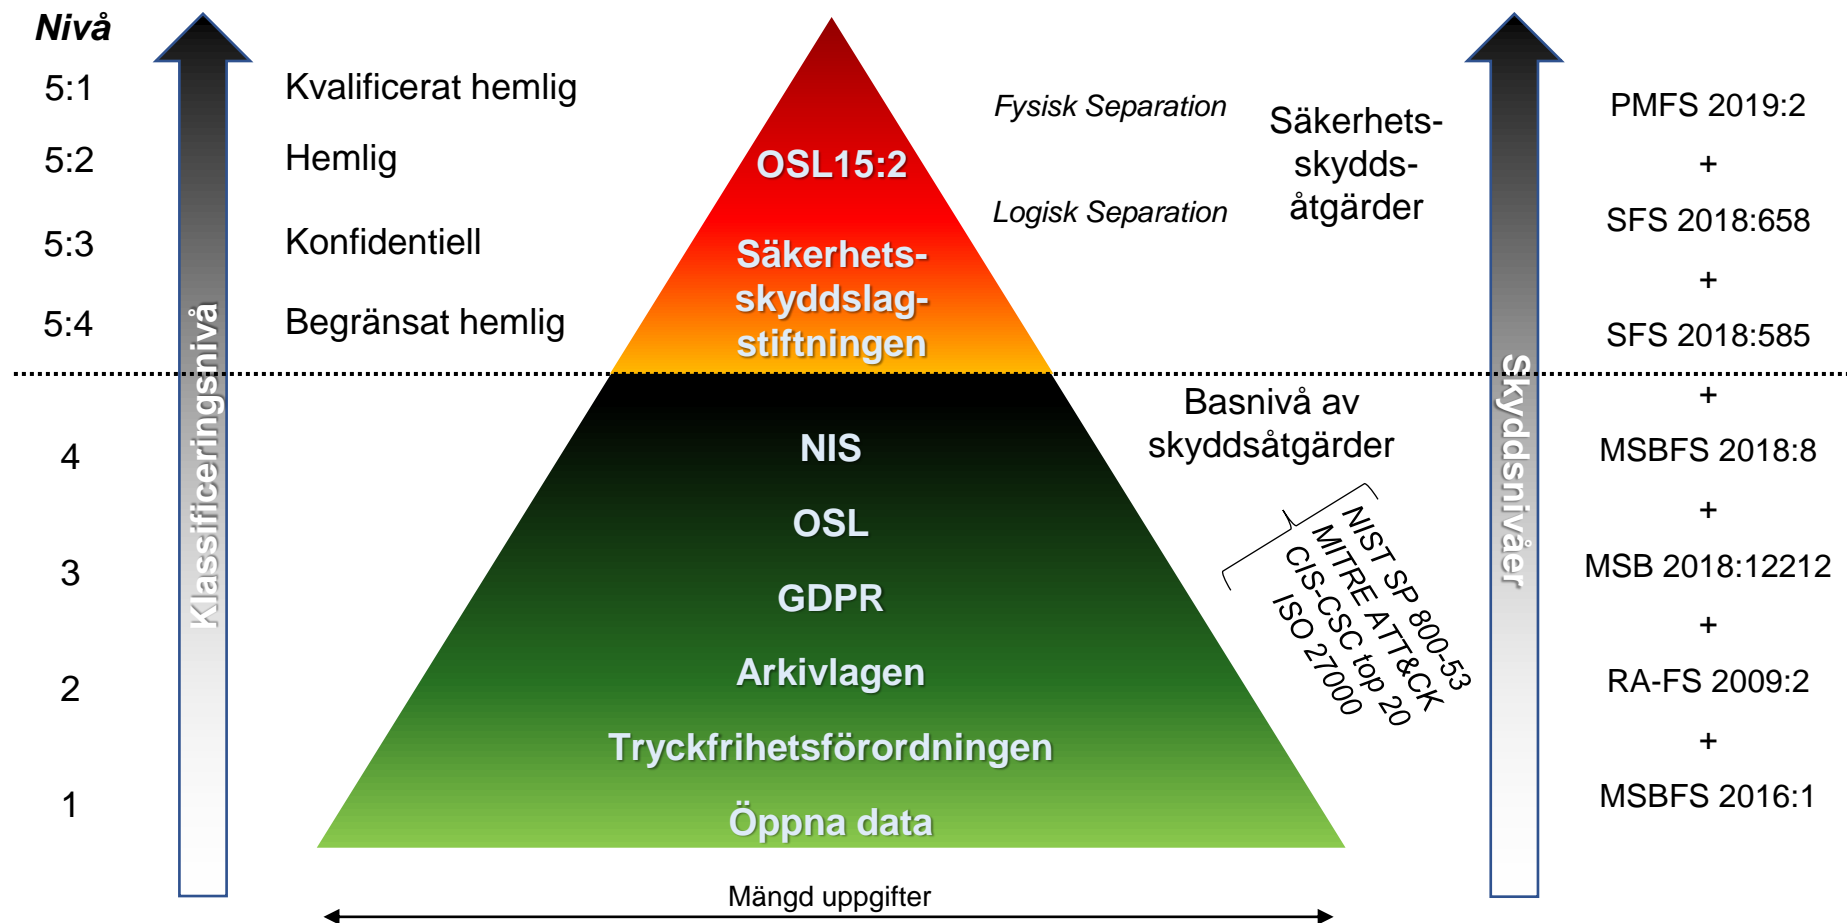 Nivå
5:1
5:2
5:3
5:4
4
3
2
1
Klassificeringsnivå
Kvalificerat hemlig
Hemlig
Konfidentiell
Begränsat hemlig
OSL15:2
Säkerhets-
skyddslag-
stiftningen
NIS
OSL
GDPR
Arkivlagen
Tryckfrihetsförordningen
Öppna data
Mängd uppgifter
Fysisk Separation
Logisk Separation
Säkerhets-
skydds-
åtgärder
Basnivå av
skyddsåtgärder
NIST SP 800-53
MITRE ATT&CK
CIS-CSC top 20
ISO 27000
Skyddsnivåer
PMFS 2019:2
+
SFS 2018:658
+
SFS 2018:585
+
MSBFS 2018:8
+
MSB 2018:12212
+
RA-FS 2009:2
+
MSBFS 2016:1